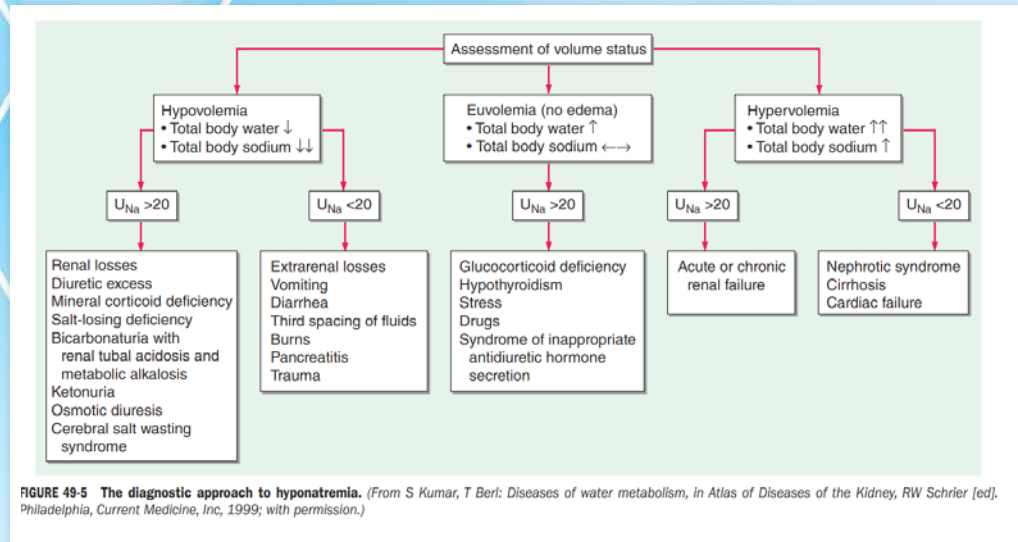 Assessment of volume status
Hypovolemia
• Total body water ↓
• Total body sodium ↓↓
Euvolemia (no edema)
• Total body water ↑
• Total body sodium ←→
Hypervolemia
• Total body water ↑↑
• Total body sodium ↑
UNa >20
UNa <20
UNa >20
UNa >20
UNa <20
Renal losses
Diuretic excess
Mineral corticoid deficiency
Salt-losing deficiency
Bicarbonaturia with
renal tubal acidosis and
metabolic alkalosis
Ketonuria
Osmotic diuresis
Cerebral salt wasting
syndrome
Extrarenal losses
Vomiting
Diarrhea
Third spacing of fluids
Burns
Pancreatitis
Trauma
Glucocorticoid deficiency
Hypothyroidism
Stress
Drugs
Syndrome of inappropriate
antidiuretic hormone
secretion
Acute or chronic
renal failure
Nephrotic syndrome
Cirrhosis
Cardiac failure
FIGURE 49-5 The diagnostic approach to hyponatremia. (From S Kumar, T Berl: Diseases of water metabolism, in Atlas of Diseases of the Kidney, RW Schrier [ed].
Philadelphia, Current Medicine, Inc, 1999; with permission.)